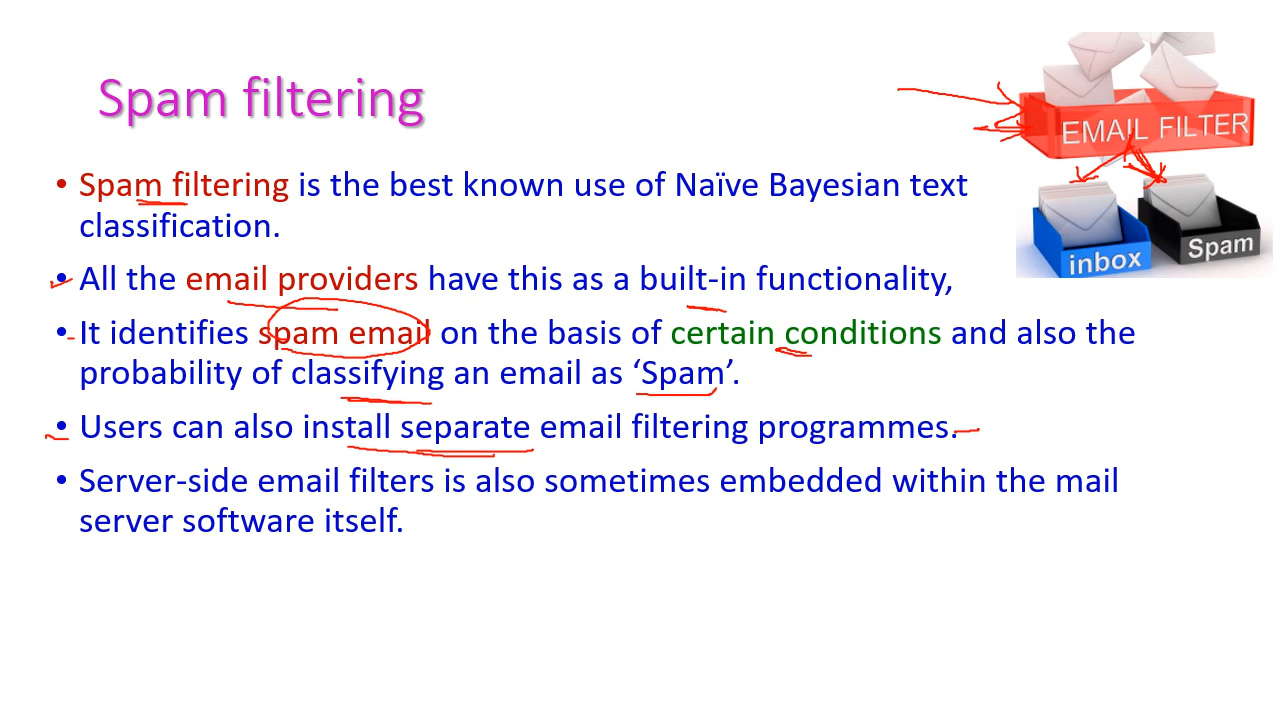 Spam filtering
EMAIL FILTER
inbox
Spam
• Spam filtering is the best known use of Naïve Bayesian text
classification.
• All the email providers have this as a built-in functionality,
• It identifies spam email on the basis of certain conditions and also the
probability of classifying an email as ‘Spam’.
• Users can also install separate email filtering programmes.
• Server-side email filters is also sometimes embedded within the mail
server software itself.